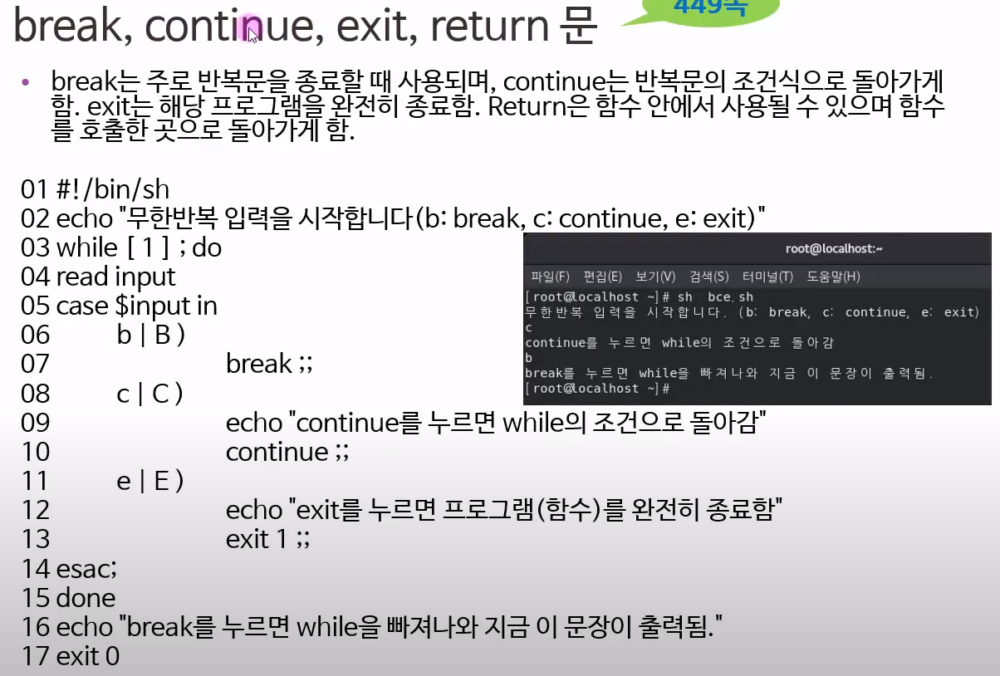 break, continue, exit, return 문
449쪽
• break는 주로 반복문을 종료할 때 사용되며, continue는 반복문의 조건식으로 돌아가게
함. exit는 해당 프로그램을 완전히 종료함. Return은 함수 안에서 사용될 수 있으며 함수
를 호출한 곳으로 돌아가게 함.
01 #!/bin/sh
02 echo "무한반복 입력을 시작합니다(b: break, c: continue, e: exit)"
03 while [ 1 ] ; do
04 read input
05 case $input in
06 b | B )
07 break ;;
08 c | C )
09 echo "continue를 누르면 while의 조건으로 돌아감"
10 continue ;;
11 e | E )
12 echo "exit를 누르면 프로그램(함수)를 완전히 종료함"
13 exit 1 ;;
14 esac;
15 done
16 echo "break를 누르면 while을 빠져나와 지금 이 문장이 출력됨."
17 exit 0
root@localhost:~
파일(F) 편집(E) 보기(V) 검색(S) 터미널(T) 도움말(H)
[root@localhost ~]# sh bce.sh
무한반복 입력을 시작합니다. (b: break, c: continue, e: exit)
c
continue를 누르면 while의 조건으로 돌아감
b
break를 누르면 while을 빠져나와 지금 이 문장이 출력됨.
[root@localhost ~]#